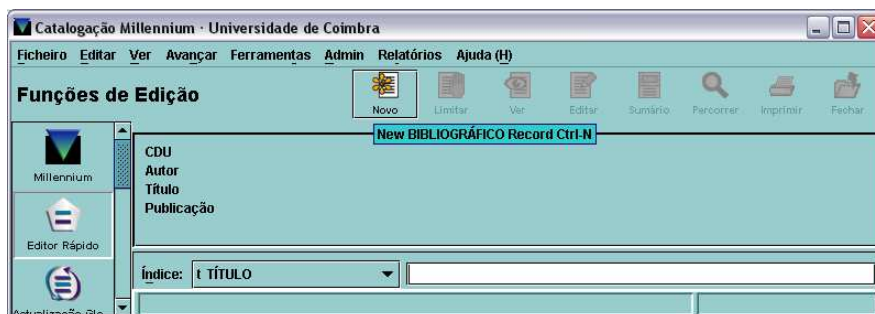 Catalogação Millennium · Universidade de Coimbra
Ficheiro Editar Ver Avançar Ferramentas Admin Relatórios Ajuda (H)
Funções de Edição
Novo Limitar Ver Editar Sumário Percorrer Imprimir Fechar
New BIBLIOGRÁFICO Record Ctrl-N
Millennium
CDU
Autor
Título
Publicação
Editor Rápido
Índice: t TÍTULO
Actualização